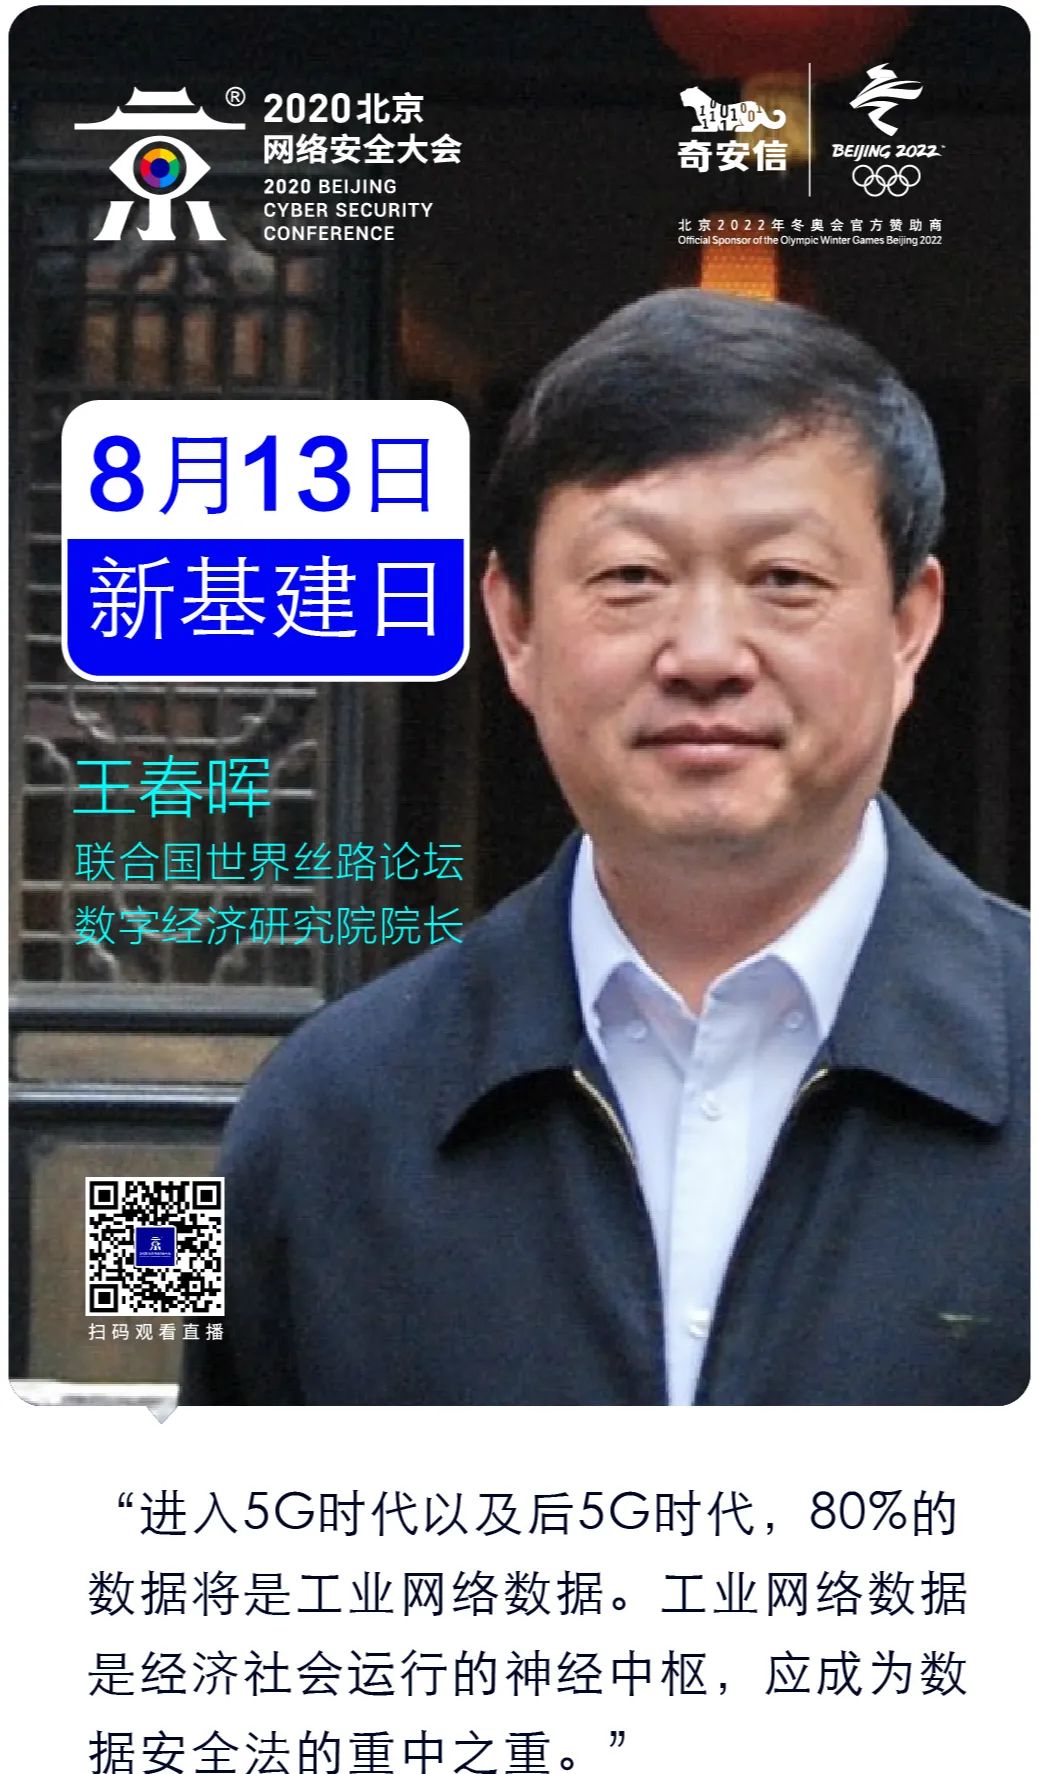 ®
2020北京
网络安全大会
2020 BEIJING
CYBER SECURITY
CONFERENCE
奇安信
BEIJING 2022™
北京2022年冬奥会官方赞助商
Official Sponsor of the Olympic Winter Games Beijing 2022
8月13日
新基建日
王春晖
联合国世界丝路论坛
数字经济研究院院长
扫码观看直播
“进入5G时代以及后5G时代，80%的
数据将是工业网络数据。工业网络数据
是经济社会运行的神经中枢，应成为数
据安全法的重中之重。”